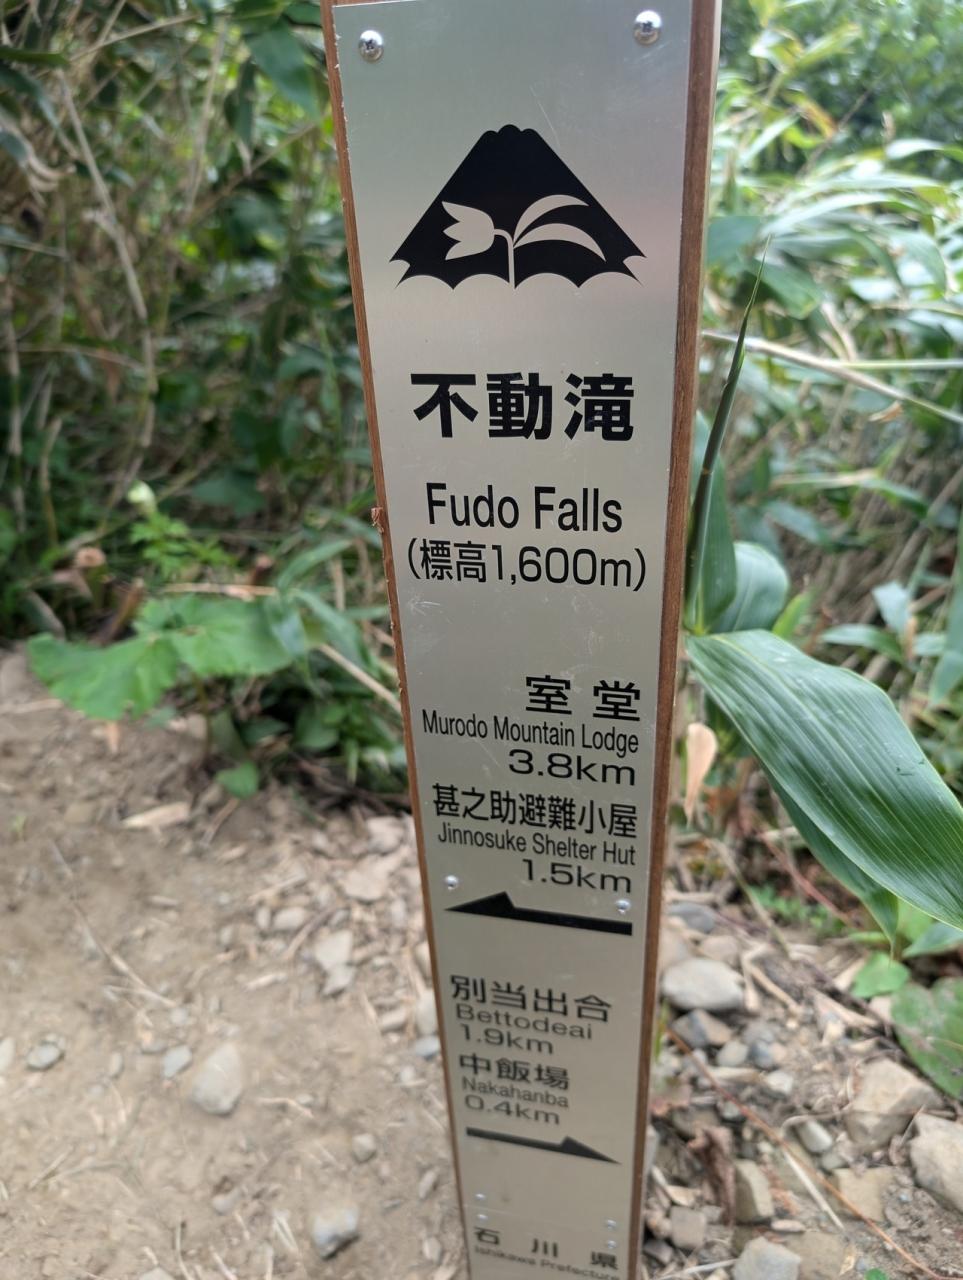 不動滝
Fudo Falls
(標高1,600m)
室堂
Murodo Mountain Lodge
3.8km
甚之助避難小屋
Jinnosuke Shelter Hut
1.5km
別当出合
Bettodeai
1.9km
中飯場
Nakahanba
0.4km
石川県
Ishikawa Prefecture